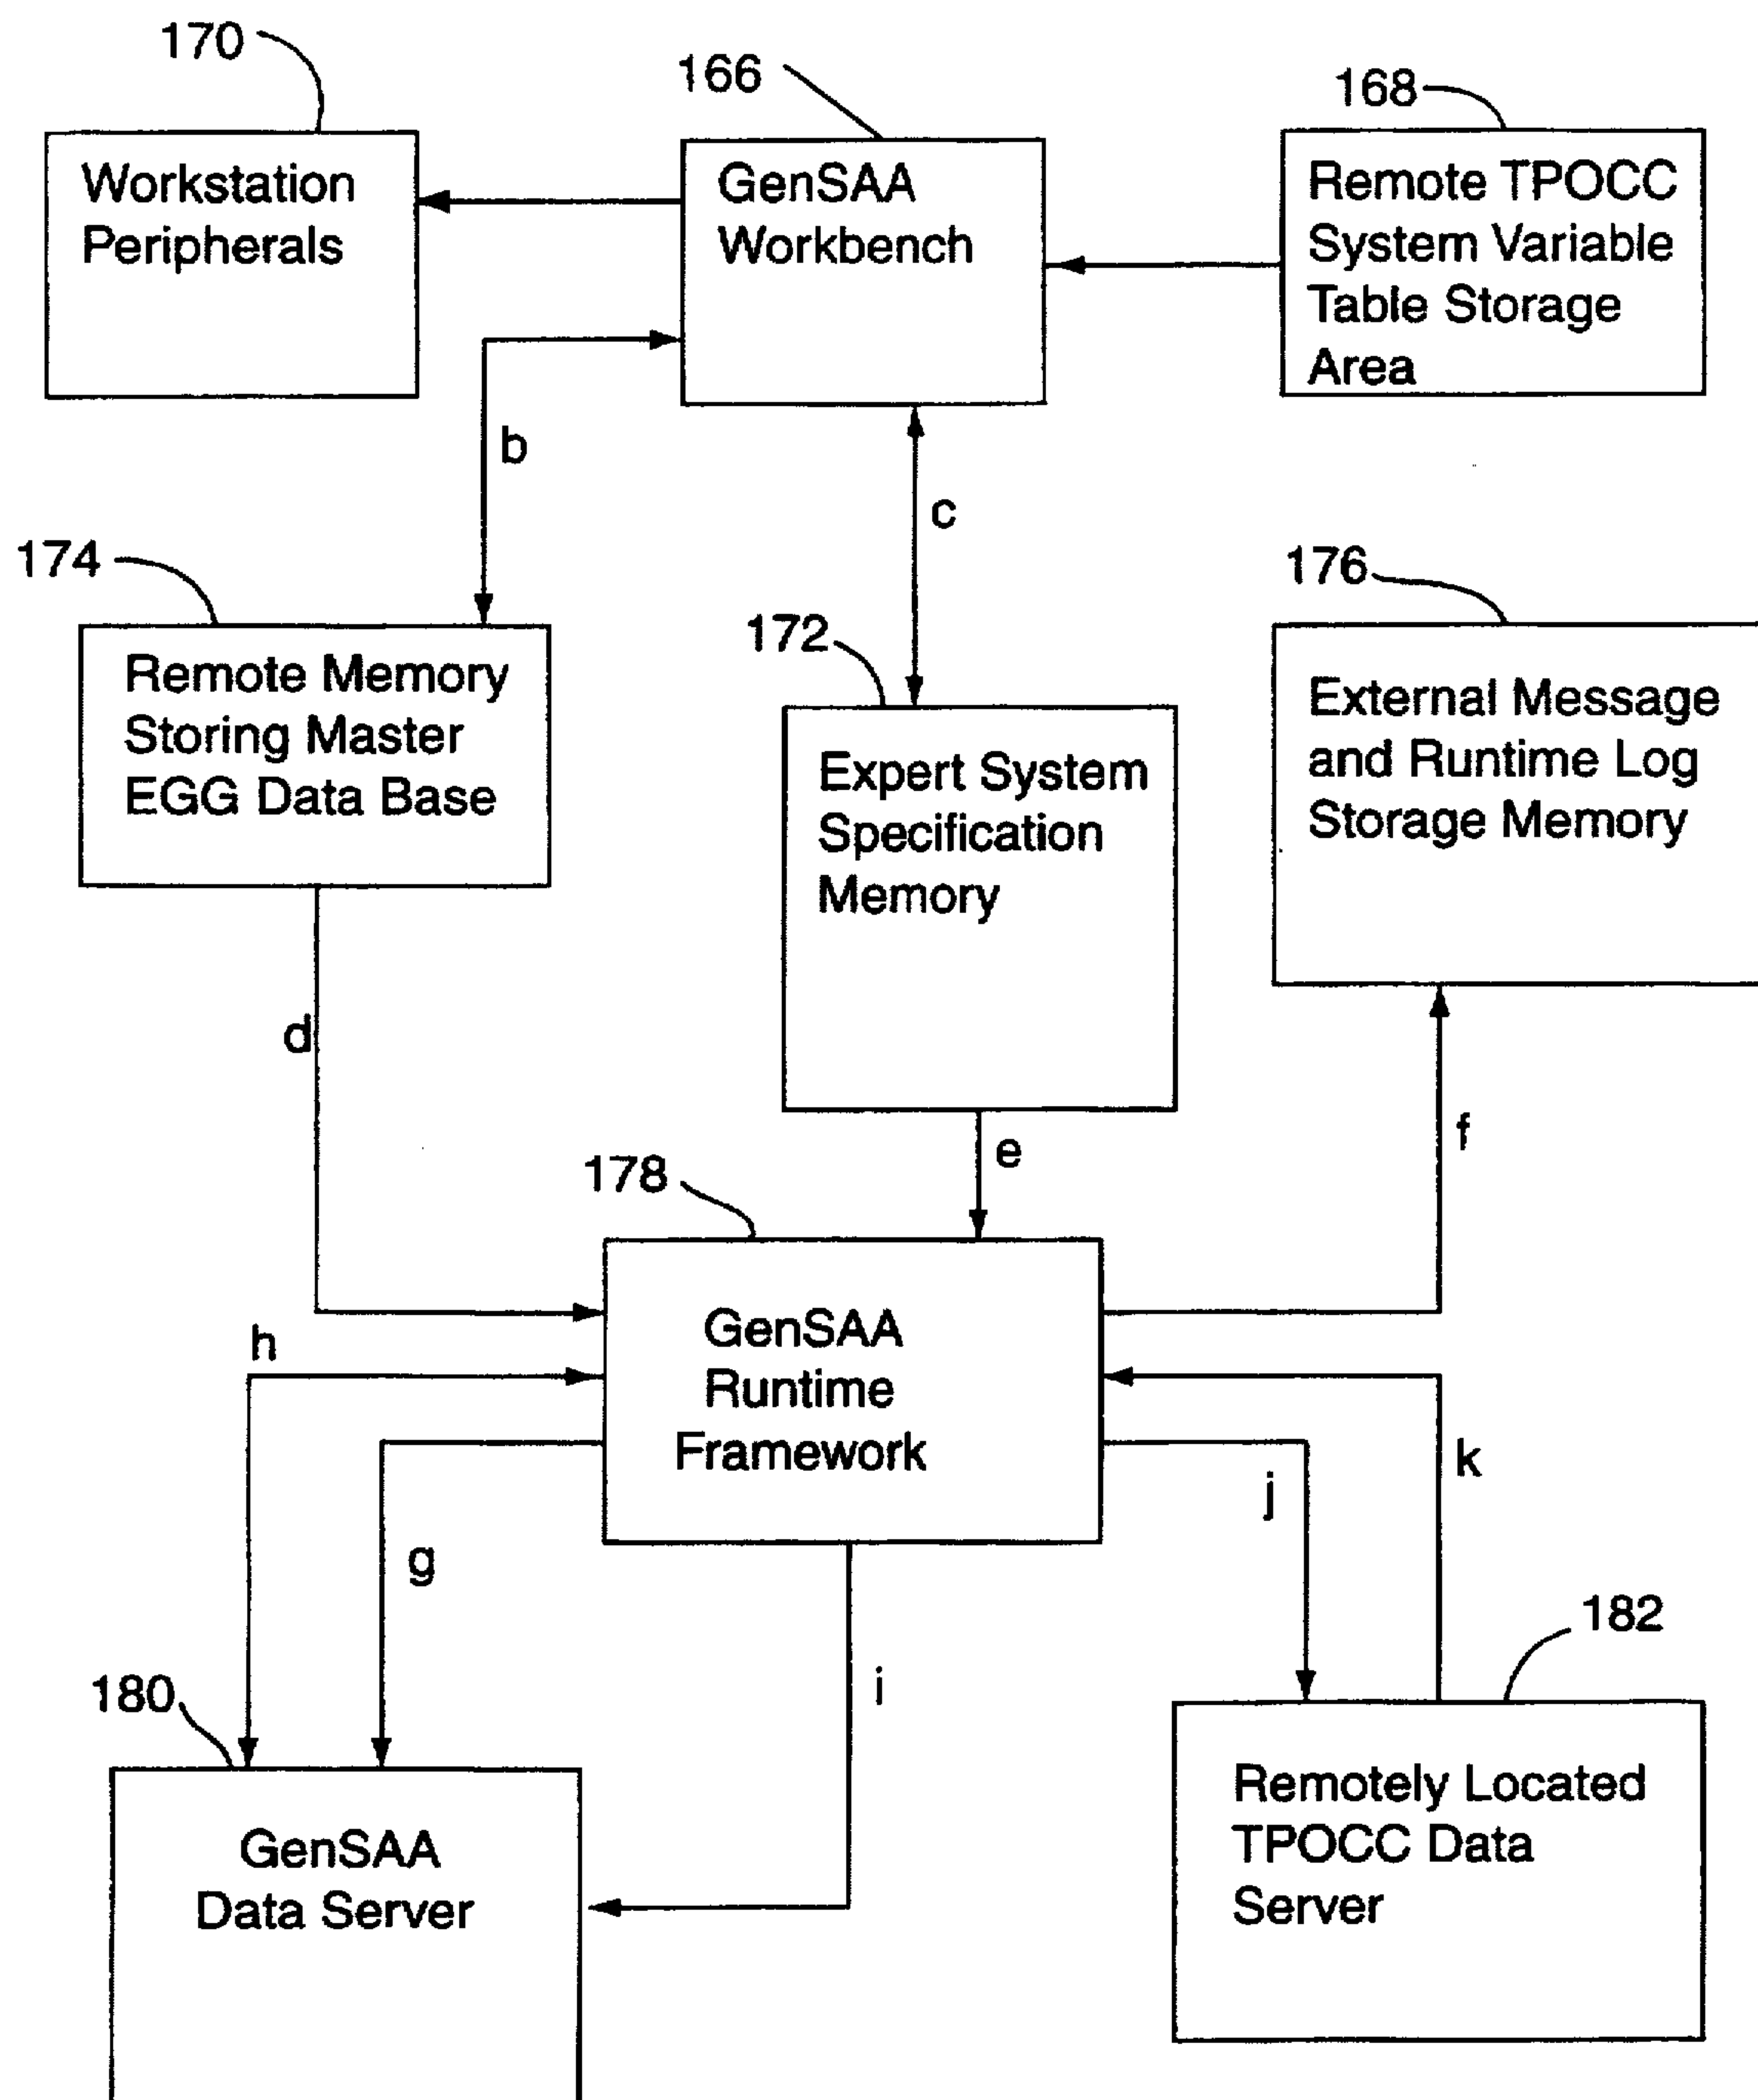 170
166
168
Workstation
Peripherals
GenSAA
Workbench
Remote TPOCC
System Variable
Table Storage
Area
b
c
174
172
176
Remote Memory
Storing Master
EGG Data Base
Expert System
Specification
Memory
External Message
and Runtime Log
Storage Memory
d
e
f
178
GenSAA
Runtime
Framework
h
g
i
j
k
180
182
GenSAA
Data Server
Remotely Located
TPOCC Data
Server